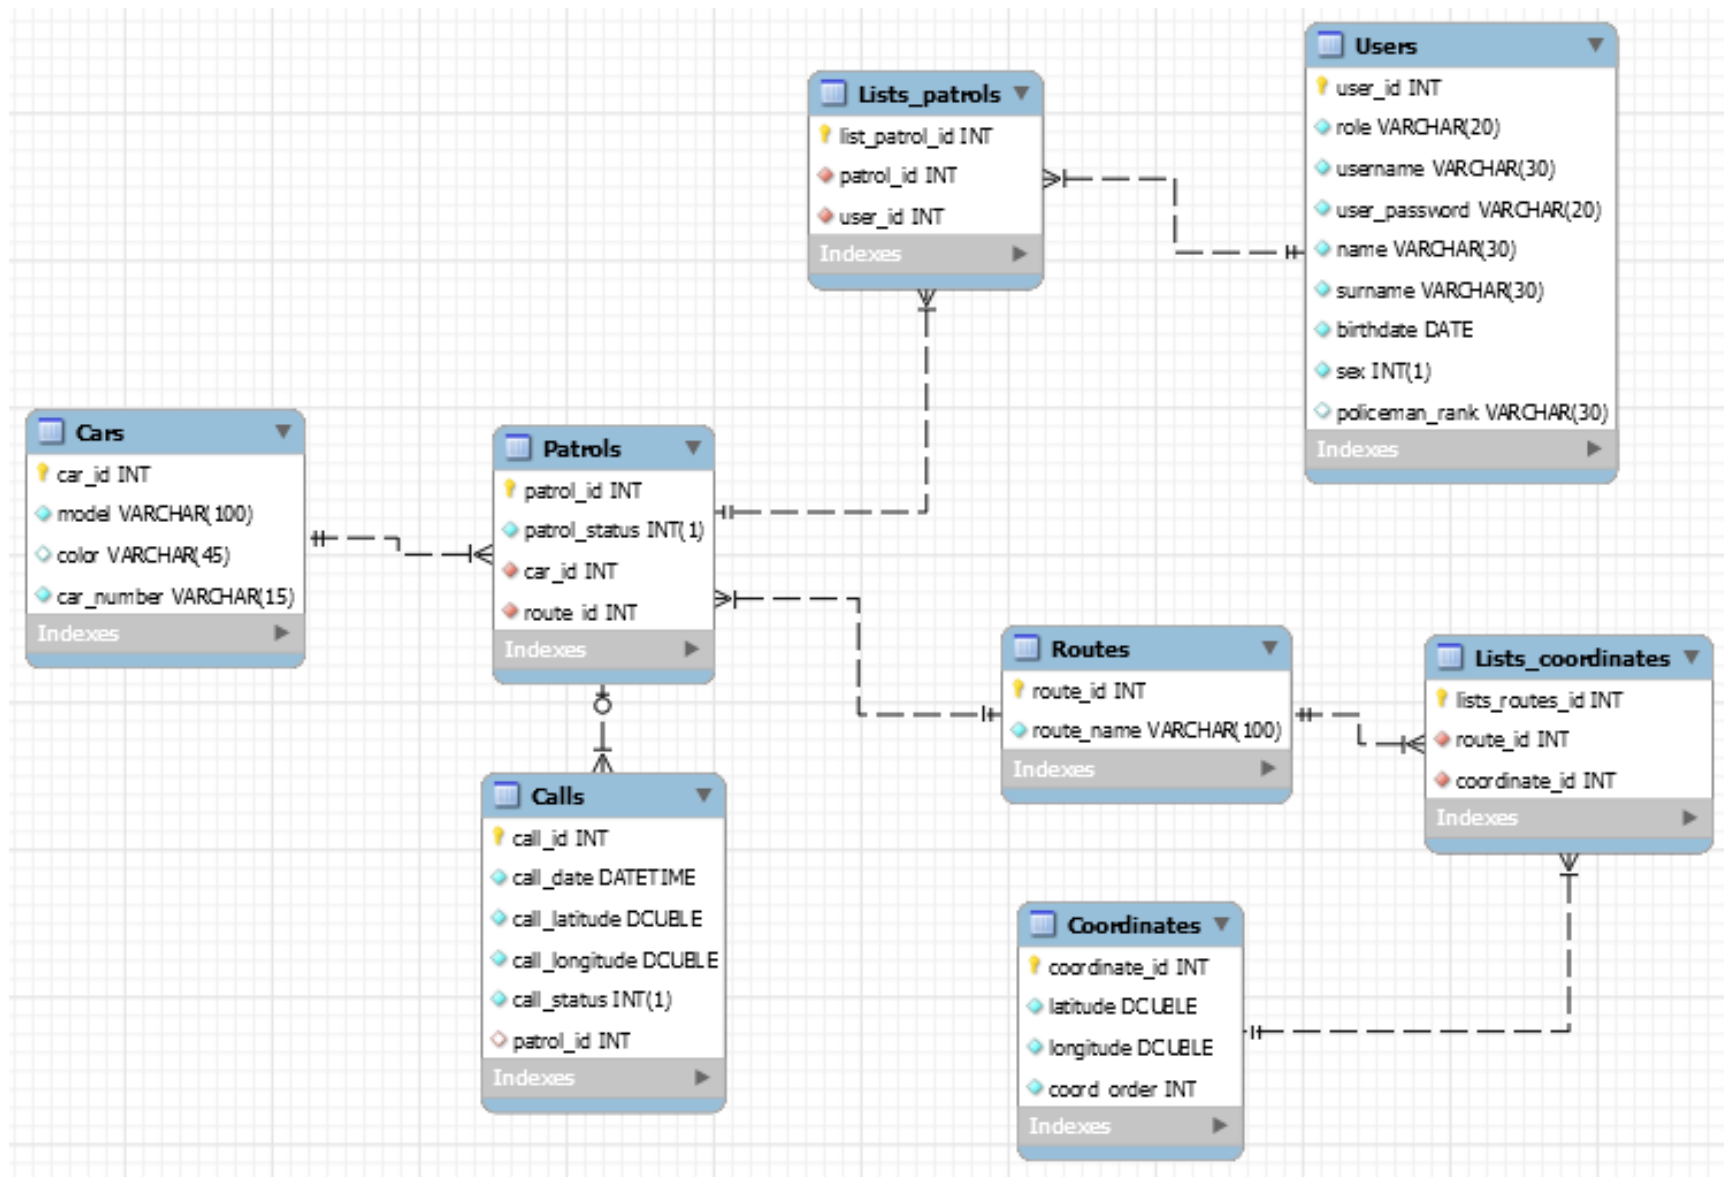 Users
user_id INT
role VARCHAR(20)
username VARCHAR(30)
user_password VARCHAR(20)
name VARCHAR(30)
surname VARCHAR(30)
birthdate DATE
sex INT(1)
policeman_rank VARCHAR(30)
Indexes
Lists_patrols
list_patrol_id INT
patrol_id INT
user_id INT
Indexes
Cars
car_id INT
model VARCHAR(100)
color VARCHAR(45)
car_number VARCHAR(15)
Indexes
Patrols
patrol_id INT
patrol_status INT(1)
car_id INT
route_id INT
Indexes
Routes
route_id INT
route_name VARCHAR(100)
Indexes
Lists_coordinates
lists_routes_id INT
route_id INT
coordinate_id INT
Indexes
Calls
call_id INT
call_date DATETIME
call_latitude DOUBLE
call_longitude DOUBLE
call_status INT(1)
patrol_id INT
Indexes
Coordinates
coordinate_id INT
latitude DOUBLE
longitude DOUBLE
coord_order INT
Indexes